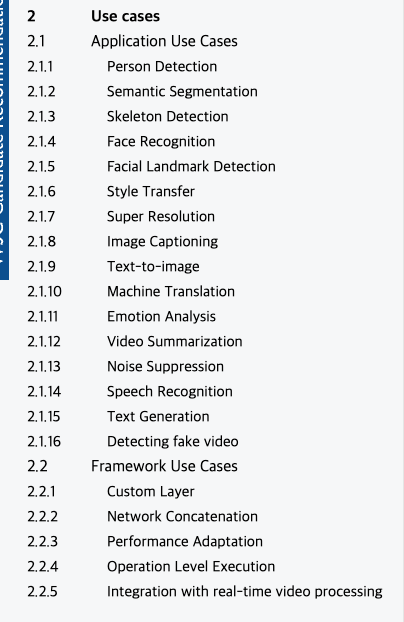 W3C Candidate Recommendation
2 Use cases
2.1 Application Use Cases
2.1.1 Person Detection
2.1.2 Semantic Segmentation
2.1.3 Skeleton Detection
2.1.4 Face Recognition
2.1.5 Facial Landmark Detection
2.1.6 Style Transfer
2.1.7 Super Resolution
2.1.8 Image Captioning
2.1.9 Text-to-image
2.1.10 Machine Translation
2.1.11 Emotion Analysis
2.1.12 Video Summarization
2.1.13 Noise Suppression
2.1.14 Speech Recognition
2.1.15 Text Generation
2.1.16 Detecting fake video
2.2 Framework Use Cases
2.2.1 Custom Layer
2.2.2 Network Concatenation
2.2.3 Performance Adaptation
2.2.4 Operation Level Execution
2.2.5 Integration with real-time video processing